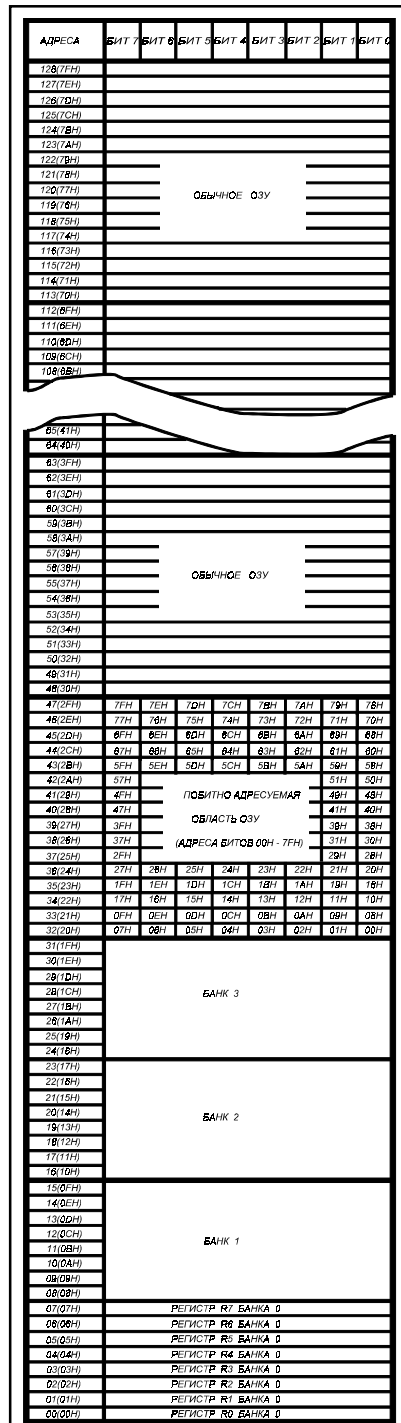 АДРЕСА БИТ 7 БИТ 6 БИТ 5 БИТ 4 БИТ 3 БИТ 2 БИТ 1 БИТ 0
128(7FH)
127(7EH)
126(7DH)
125(7CH)
124(7BH)
123(7AH)
122(79H)
121(78H)
120(77H)
ОБЫЧНОЕ ОЗУ
119(76H)
118(75H)
117(74H)
116(73H)
115(72H)
114(71H)
113(70H)
112(6FH)
111(6EH)
110(6DH)
109(6CH)
108(6BH)
65(41H)
64(40H)
63(3FH)
62(3EH)
61(3DH)
60(3CH)
59(3BH)
58(3AH)
57(39H)
56(38H)
ОБЫЧНОЕ ОЗУ
55(37H)
54(36H)
53(35H)
52(34H)
51(33H)
50(32H)
49(31H)
48(30H)
47(2FH) 7FH 7EH 7DH 7CH 7BH 7AH 79H 78H
46(2EH) 77H 76H 75H 74H 73H 72H 71H 70H
45(2DH) 6FH 6EH 6DH 6CH 6BH 6AH 69H 68H
44(2CH) 67H 66H 65H 64H 63H 62H 61H 60H
43(2BH) 5FH 5EH 5DH 5CH 5BH 5AH 59H 58H
42(2AH) 57H 51H 50H
41(29H) 4FH ПОБИТНО АДРЕСУЕМАЯ 49H 48H
40(28H) 47H 41H 40H
ОБЛАСТЬ ОЗУ
39(27H) 3FH 39H 38H
38(26H) 37H (АДРЕСА БИТОВ 00H - 7FH) 31H 30H
37(25H) 2FH 29H 28H
36(24H) 27H 26H 25H 24H 23H 22H 21H 20H
35(23H) 1FH 1EH 1DH 1CH 1BH 1AH 19H 18H
34(22H) 17H 16H 15H 14H 13H 12H 11H 10H
33(21H) 0FH 0EH 0DH 0CH 0BH 0AH 09H 08H
32(20H) 07H 06H 05H 04H 03H 02H 01H 00H
31(1FH)
30(1EH)
29(1DH)
28(1CH) БАНК 3
27(1BH)
26(1AH)
25(19H)
24(18H)
23(17H)
22(16H)
21(15H)
20(14H)
БАНК 2
19(13H)
18(12H)
17(11H)
16(10H)
15(0FH)
14(0EH)
13(0DH)
12(0CH)
БАНК 1
11(0BH)
10(0AH)
09(09H)
08(08H)
07(07H) РЕГИСТР R7 БАНКА 0
06(06H) РЕГИСТР R6 БАНКА 0
05(05H) РЕГИСТР R5 БАНКА 0
04(04H) РЕГИСТР R4 БАНКА 0
03(03H) РЕГИСТР R3 БАНКА 0
02(02H) РЕГИСТР R2 БАНКА 0
01(01H) РЕГИСТР R1 БАНКА 0
00(00H) РЕГИСТР R0 БАНКА 0